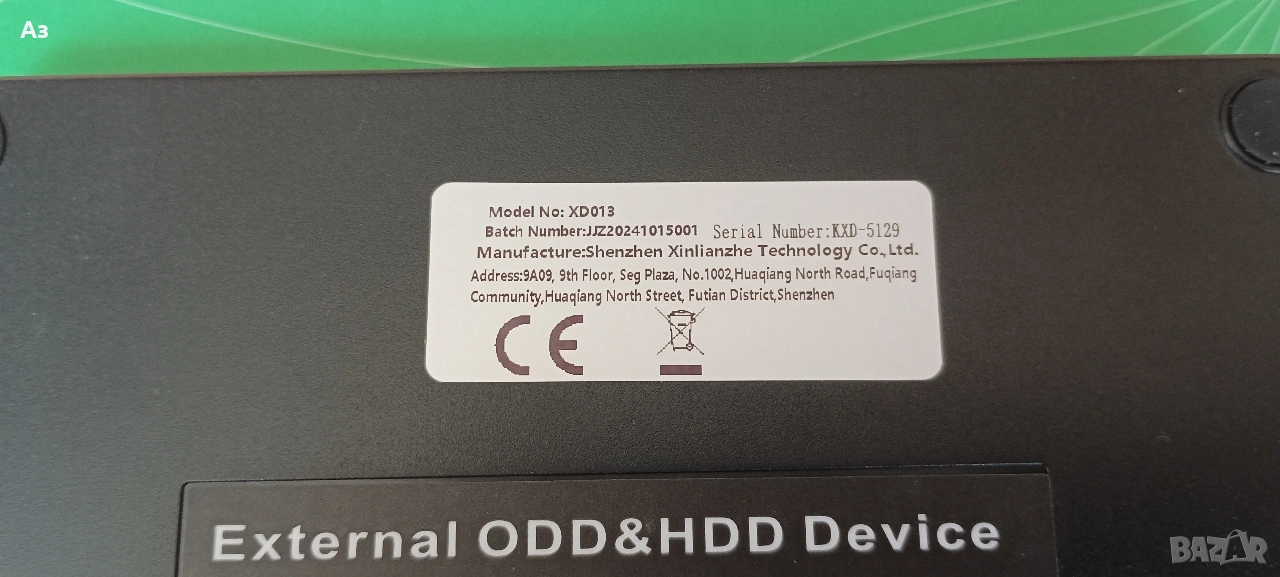 Аз
Model No: XD013
Batch Number:JJZ20241015001 Serial Number:KXD-5129
Manufacture:Shenzhen Xinlianzhe Technology Co.,Ltd.
Address:9A09, 9th Floor, Seg Plaza, No.1002,Huaqiang North Road,Fuqiang
Community,Huaqiang North Street, Futian District,Shenzhen
CE
External ODD&HDD Device
BAZAR